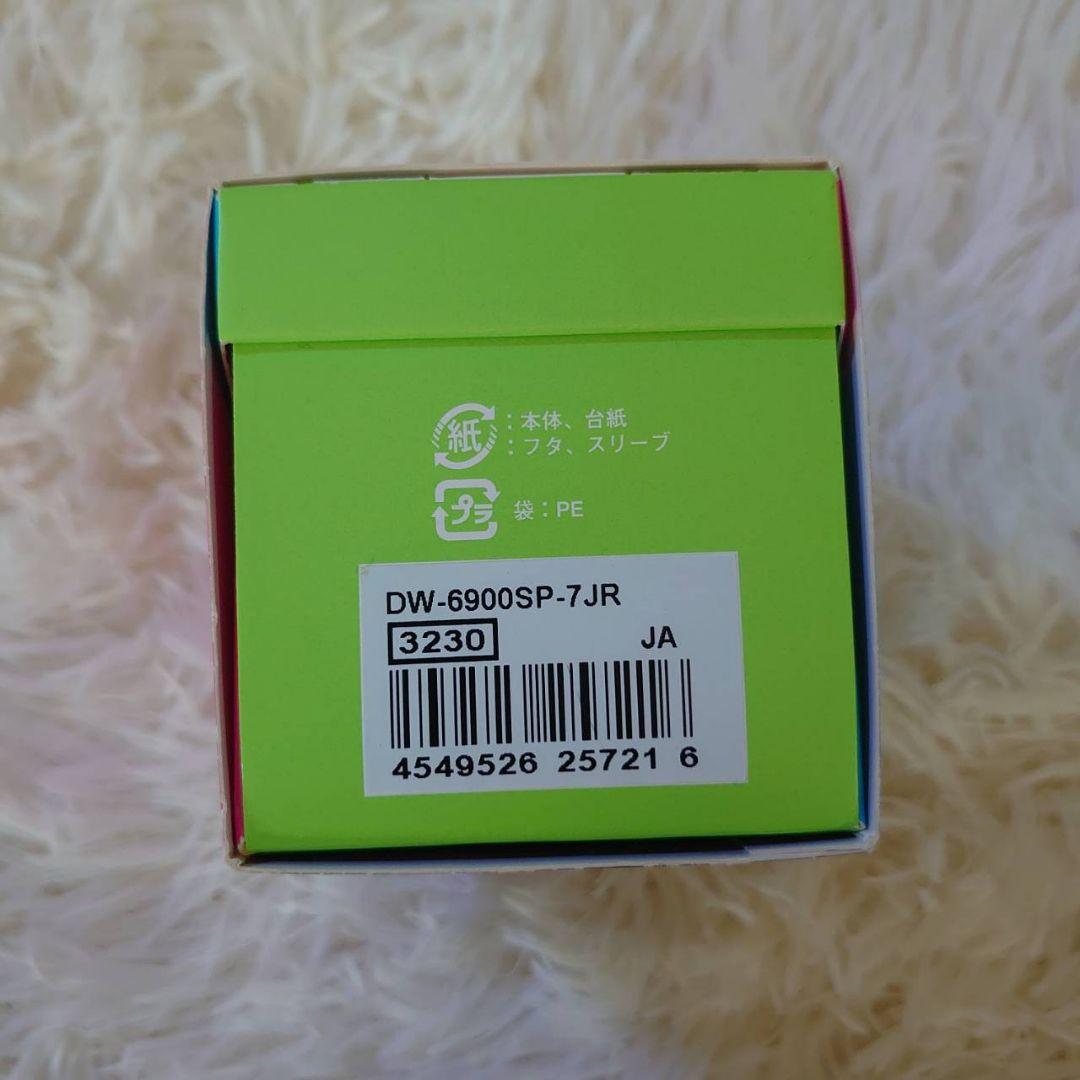 紙：本体、台紙
：フタ、スリーブ
プラ 袋：PE
DW-6900SP-7JR
3230 JA
4549526 25721 6